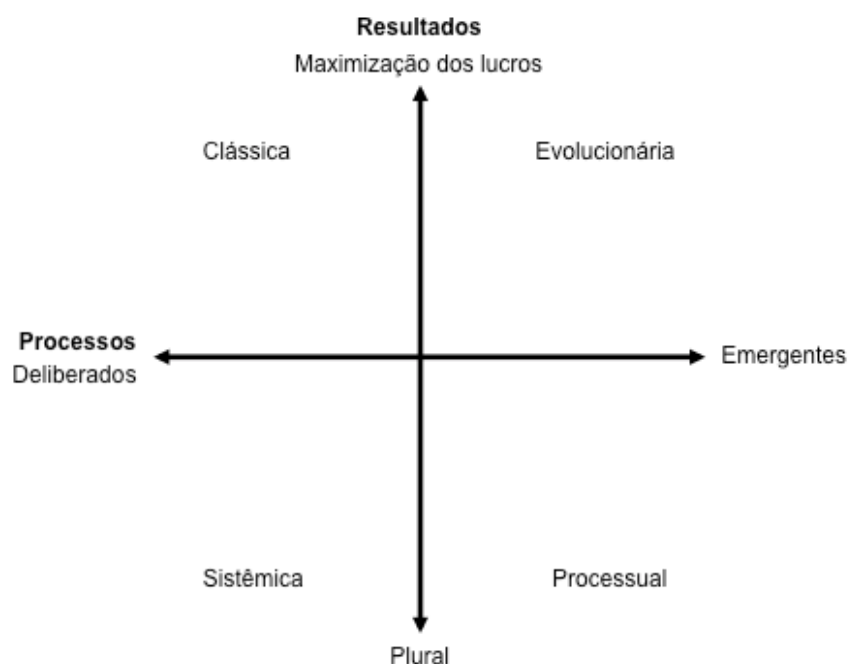 Resultados
Maximização dos lucros
Clássica
Evolucionária
Processos
Deliberados
Emergentes
Sistêmica
Processual
Plural